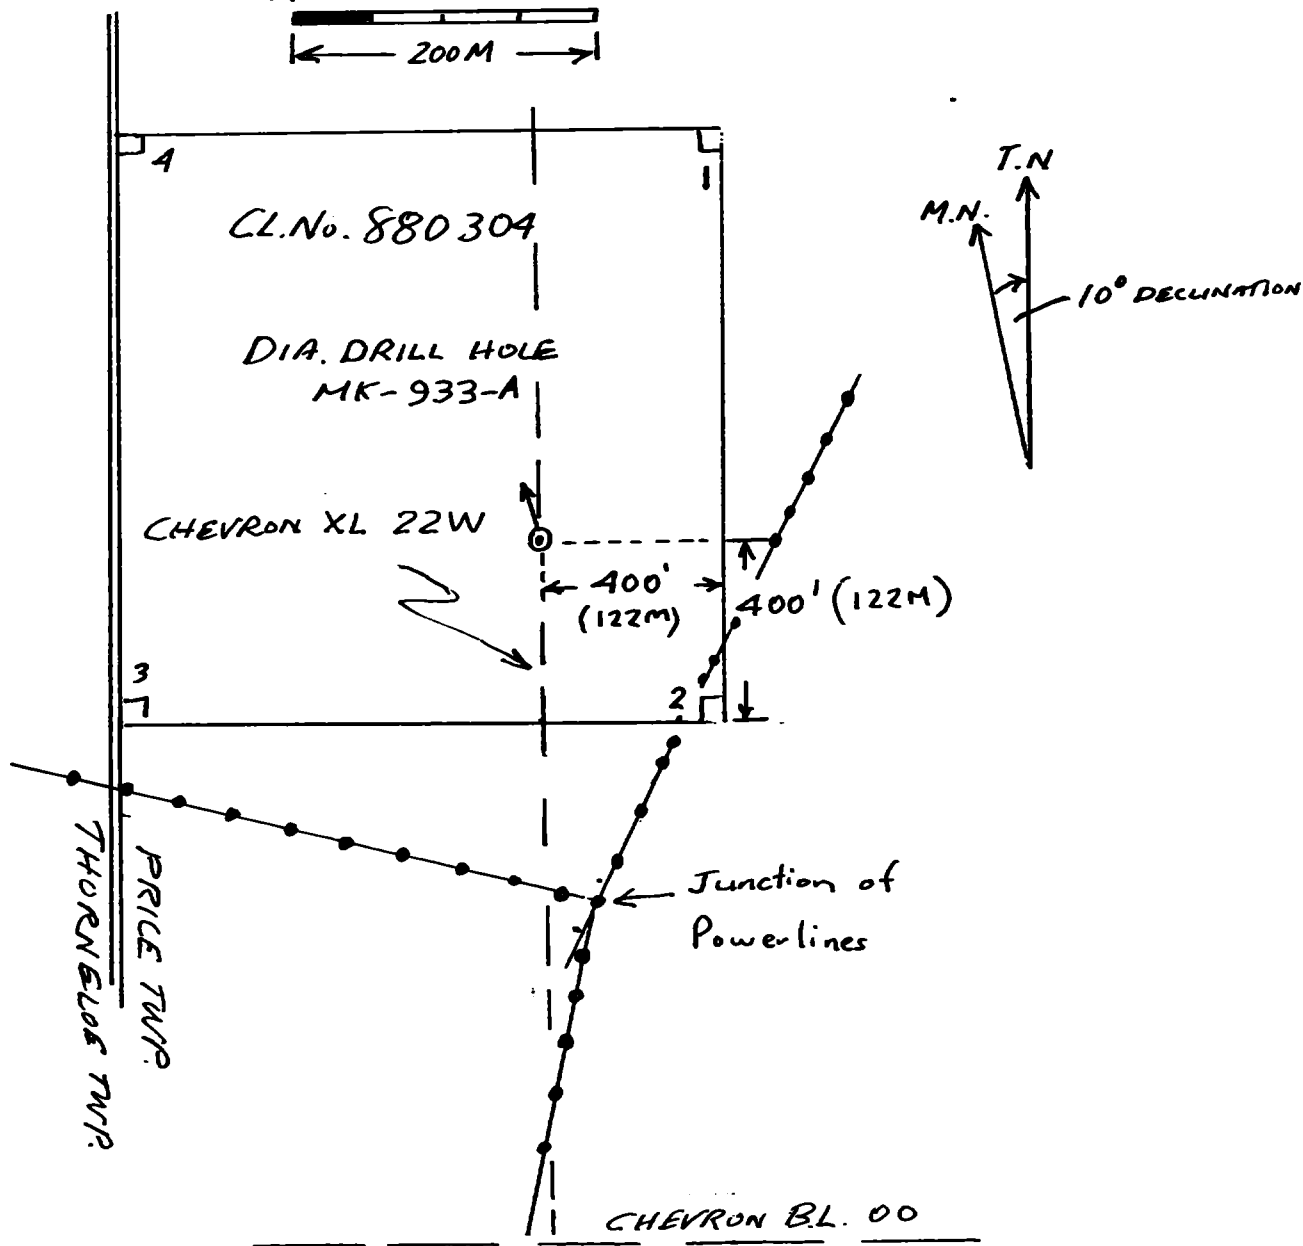 200M
4
1
T.N
M.N.
CL.No. 880304
10° DECLINATION
DIA. DRILL HOLE
MK-933-A
CHEVRON XL 22W
400'
(122M)
400' (122M)
3
2
Junction of
Powerlines
PRICE TWP.
THORNELOE TWP.
CHEVRON B.L. 00